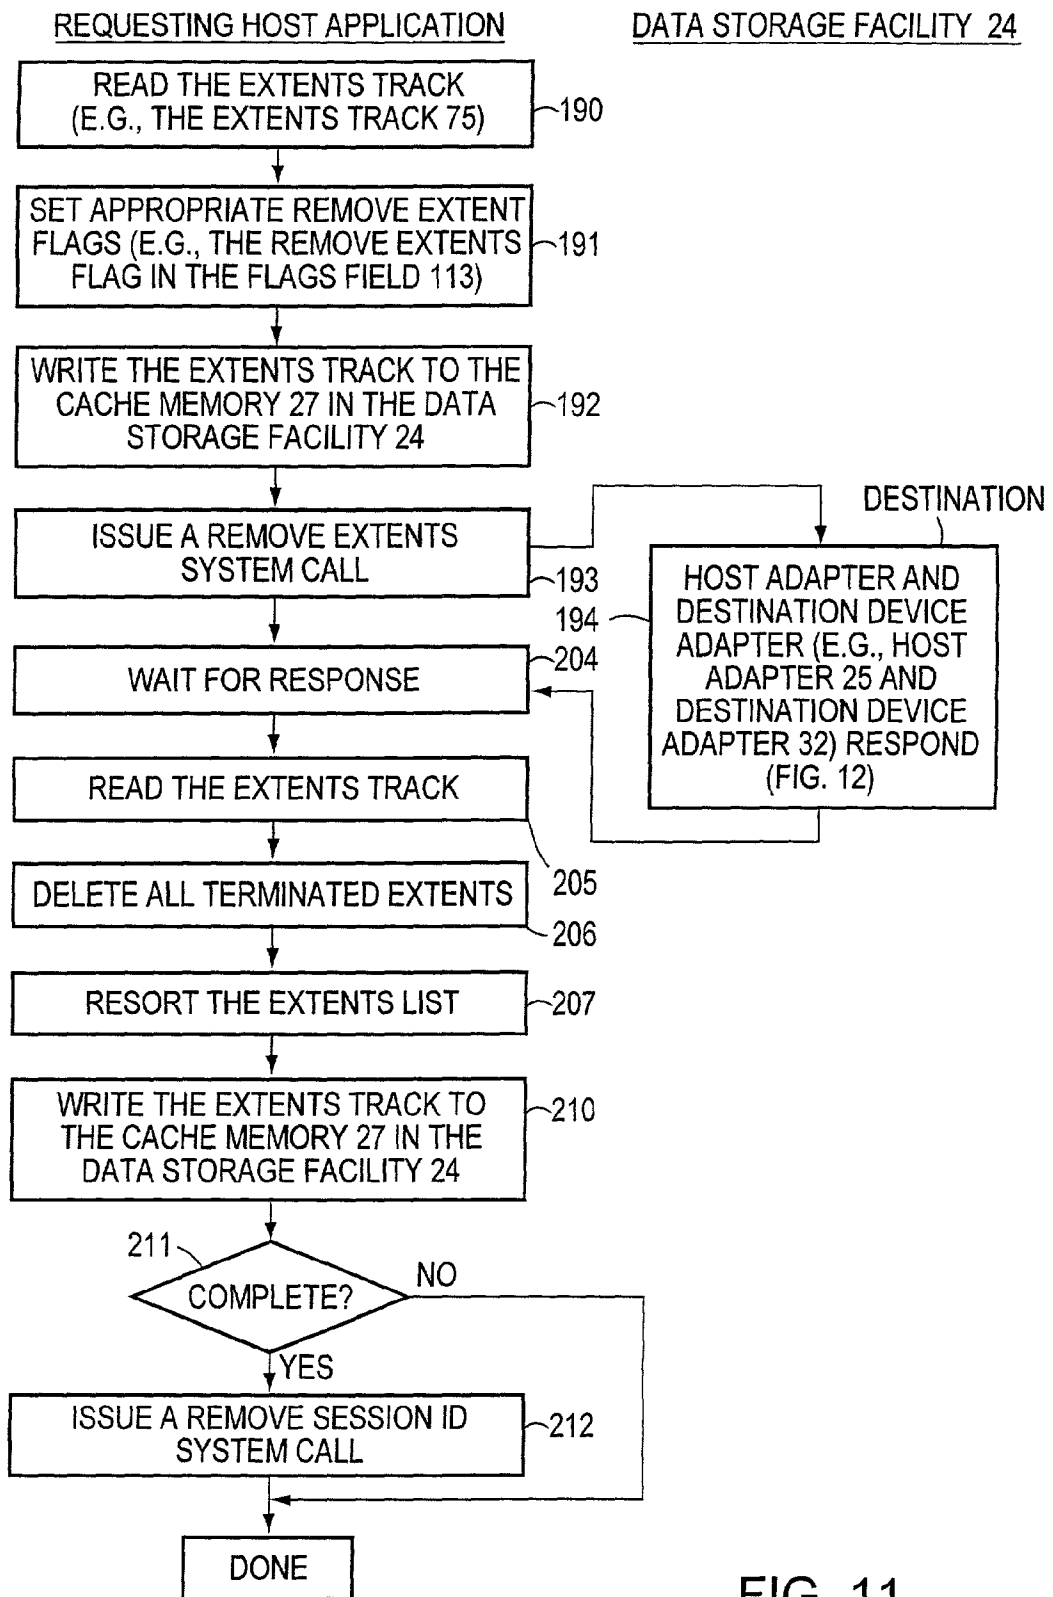 REQUESTING HOST APPLICATION
DATA STORAGE FACILITY 24
READ THE EXTENTS TRACK
(E.G., THE EXTENTS TRACK 75)
190
SET APPROPRIATE REMOVE EXTENT
FLAGS (E.G., THE REMOVE EXTENTS
FLAG IN THE FLAGS FIELD 113)
191
WRITE THE EXTENTS TRACK TO THE
CACHE MEMORY 27 IN THE DATA
STORAGE FACILITY 24
192
ISSUE A REMOVE EXTENTS
SYSTEM CALL
193
DESTINATION
HOST ADAPTER AND
DESTINATION DEVICE
ADAPTER (E.G., HOST
ADAPTER 25 AND
DESTINATION DEVICE
ADAPTER 32) RESPOND
(FIG. 12)
194
WAIT FOR RESPONSE
204
READ THE EXTENTS TRACK
205
DELETE ALL TERMINATED EXTENTS
206
RESORT THE EXTENTS LIST
207
WRITE THE EXTENTS TRACK TO
THE CACHE MEMORY 27 IN THE
DATA STORAGE FACILITY 24
210
211
COMPLETE?
NO
YES
ISSUE A REMOVE SESSION ID
SYSTEM CALL
212
DONE
FIG. 11